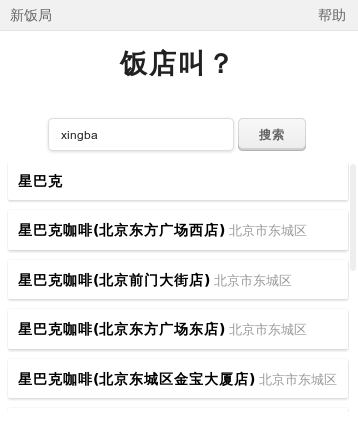 新饭局 帮助
饭店叫？
xingba 搜索
星巴克
星巴克咖啡(北京东方广场西店) 北京市东城区
星巴克咖啡(北京前门大街店) 北京市东城区
星巴克咖啡(北京东方广场东店) 北京市东城区
星巴克咖啡(北京东城区金宝大厦店) 北京市东城区